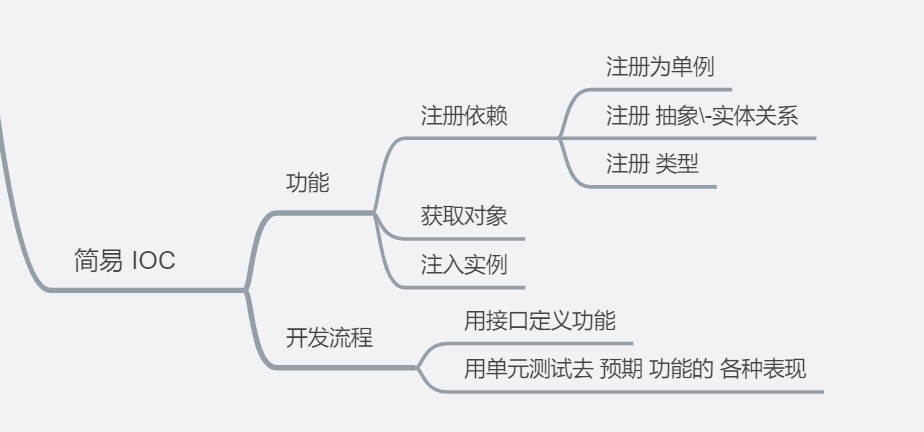 注册为单例
注册依赖
注册 抽象\-实体关系
注册 类型
功能
获取对象
注入实例
简易 IOC
用接口定义功能
开发流程
用单元测试去 预期 功能的 各种表现